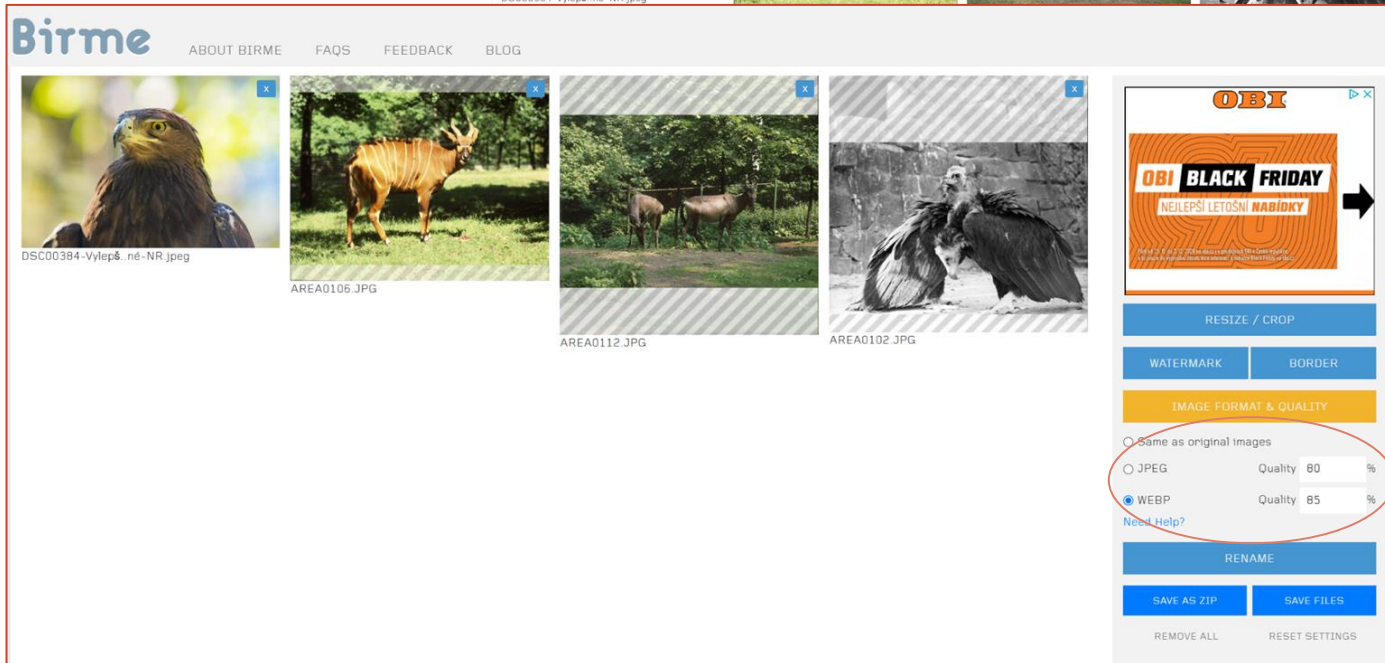 Birme
ABOUT BIRME FAQS FEEDBACK BLOG
x x x x
DSC00384-Vylepš..né-NR.jpeg
AREA0106.JPG
AREA0112.JPG
AREA0102.JPG
OBI
OBI BLACK FRIDAY
NEJLEPŠÍ LETOŠNÍ NABÍDKY
RESIZE / CROP
WATERMARK BORDER
IMAGE FORMAT & QUALITY
Same as original images
JPEG Quality 80 %
WEBP Quality 85 %
Need Help?
RENAME
SAVE AS ZIP SAVE FILES
REMOVE ALL RESET SETTINGS